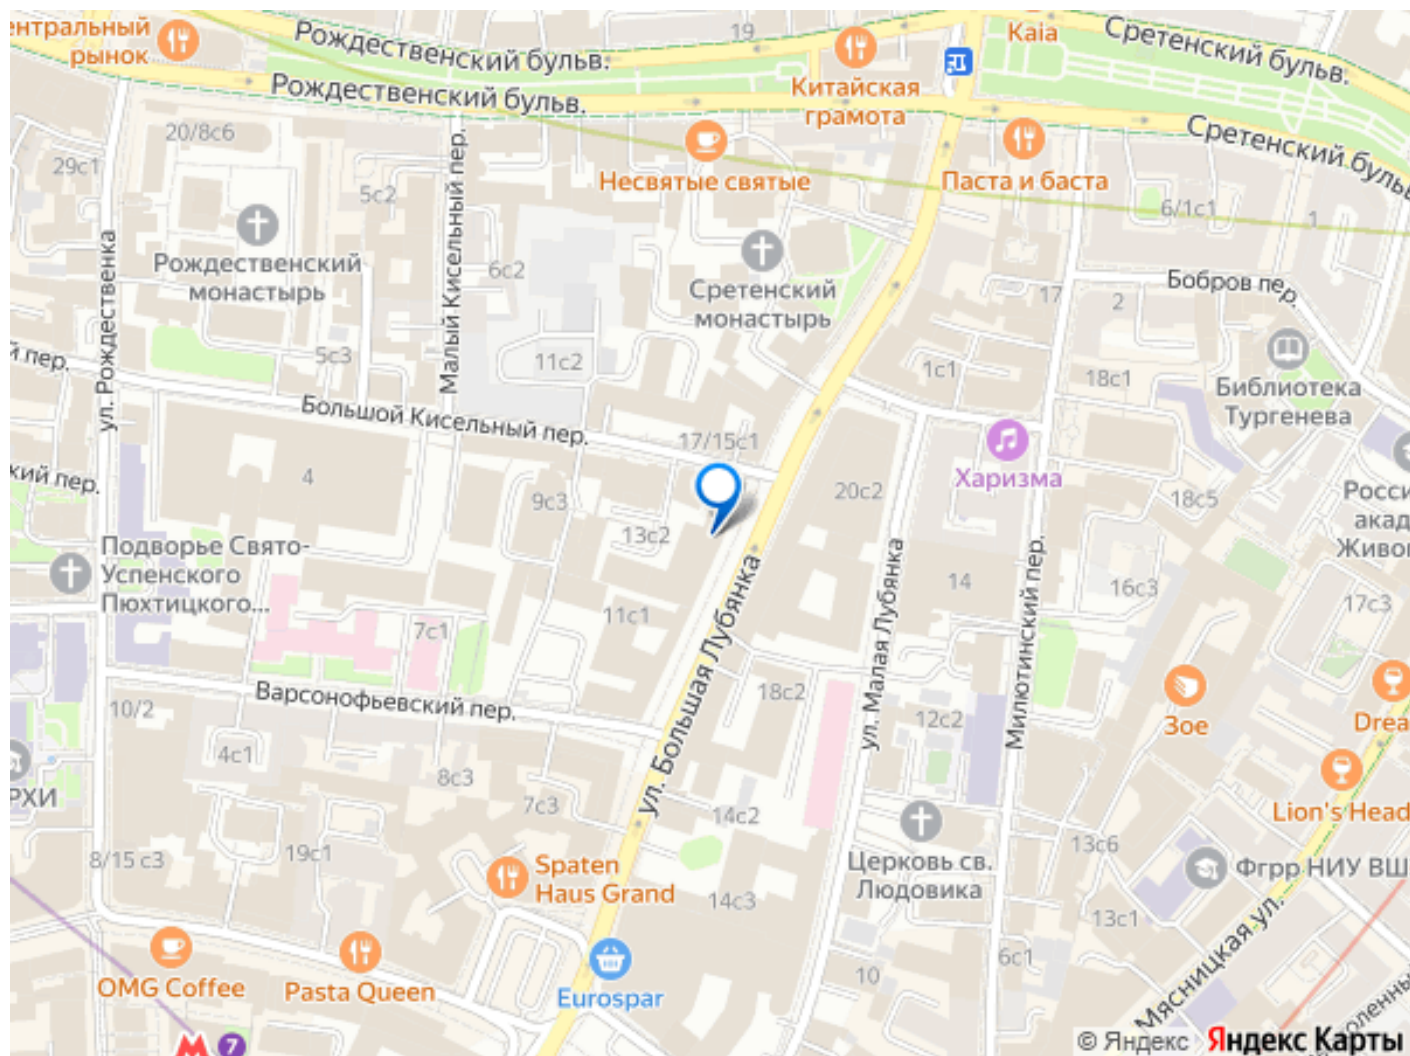 ентральный
рынок
Рождественский бульв.
19
Kaia
Сретенский бульв.
Рождественский бульв.
Китайская
грамота
20/8с6
29с1
5с2
Малый Кисельный пер.
Несвятые святые
Паста и баста
Сретенский бульв
6/1с1
1
Рождественский
монастырь
ул. Рождественка
6с2
Сретенский
монастырь
17
Бобров пер.
2
й пер.
5с3
11с2
1с1
18с1
Библиотека
Тургенева
Большой Кисельный пер.
17/15с1
Харизма
кий пер.
4
9с3
13с2
20с2
18с5
Росси
акад
Живо
Подворье Свято-
Успенского
Пюхтицкого...
7с1
11с1
ул. Большая Лубянка
ул. Малая Лубянка
14
Милютинский пер.
16с3
17с3
10/2
Варсонофьевский пер.
18с2
12с2
Зое
Drea
4с1
8с3
7с3
РХИ
14с2
Lion's Head
8/15 с3
19с1
Spaten
Haus Grand
14с3
Церковь св.
Людовика
13с6
Фгрр НИУ ВШ
13с1
Мясницкая ул.
OMG Coffee
Pasta Queen
Eurospar
10
6с1
оленный
7
© Яндекс Яндекс Карты